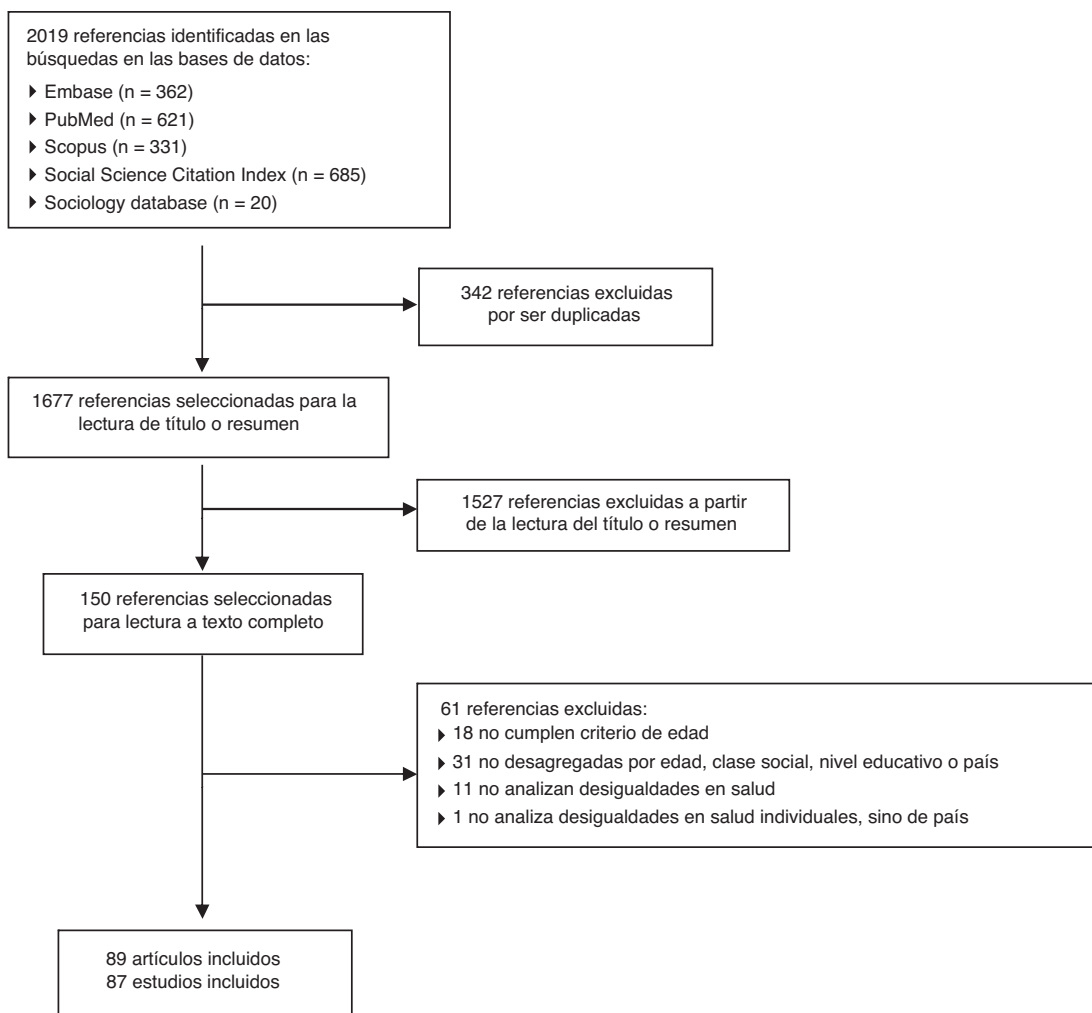 2019 referencias identificadas en las
búsquedas en las bases de datos:
Embase (n = 362)
PubMed (n = 621)
Scopus (n = 331)
Social Science Citation Index (n = 685)
Sociology database (n = 20)
342 referencias excluidas
por ser duplicadas
1677 referencias seleccionadas para la
lectura de título o resumen
1527 referencias excluidas a partir
de la lectura del título o resumen
150 referencias seleccionadas
para lectura a texto completo
61 referencias excluidas:
18 no cumplen criterio de edad
31 no desagregadas por edad, clase social, nivel educativo o país
11 no analizan desigualdades en salud
1 no analiza desigualdades en salud individuales, sino de país
89 artículos incluidos
87 estudios incluidos